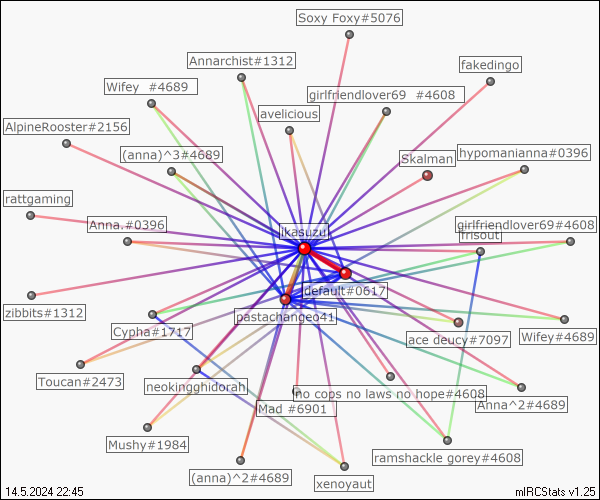 Soxy Foxy#5076
Annarchist#1312
fakedingo
Wifey #4689
girlfriendlover69 #4608
avelicious
AlpineRooster#2156
(anna)^3#4689
Skalman
hypomanianna#0396
rattgaming
Anna.#0396
likasuzul
girlfriendlover69#4608
frisout
default#0617
zibbits#1312
pastachangeo41
Cypha#1717
ace deucy#7097
Wifey#4689
Toucan#2473
neokingghidorah
no cops no laws no hope#4608
Mad #6901
Anna^2#4689
Mushy#1984
ramshackle gorey#4608
(anna)^2#4689
xenoyaut
14.5.2024 22:45
mIRCStats v1.25